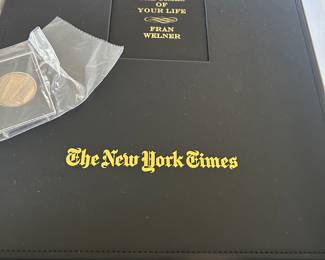 OF
YOUR LIFE
FRAN
WELNER
The New York Times